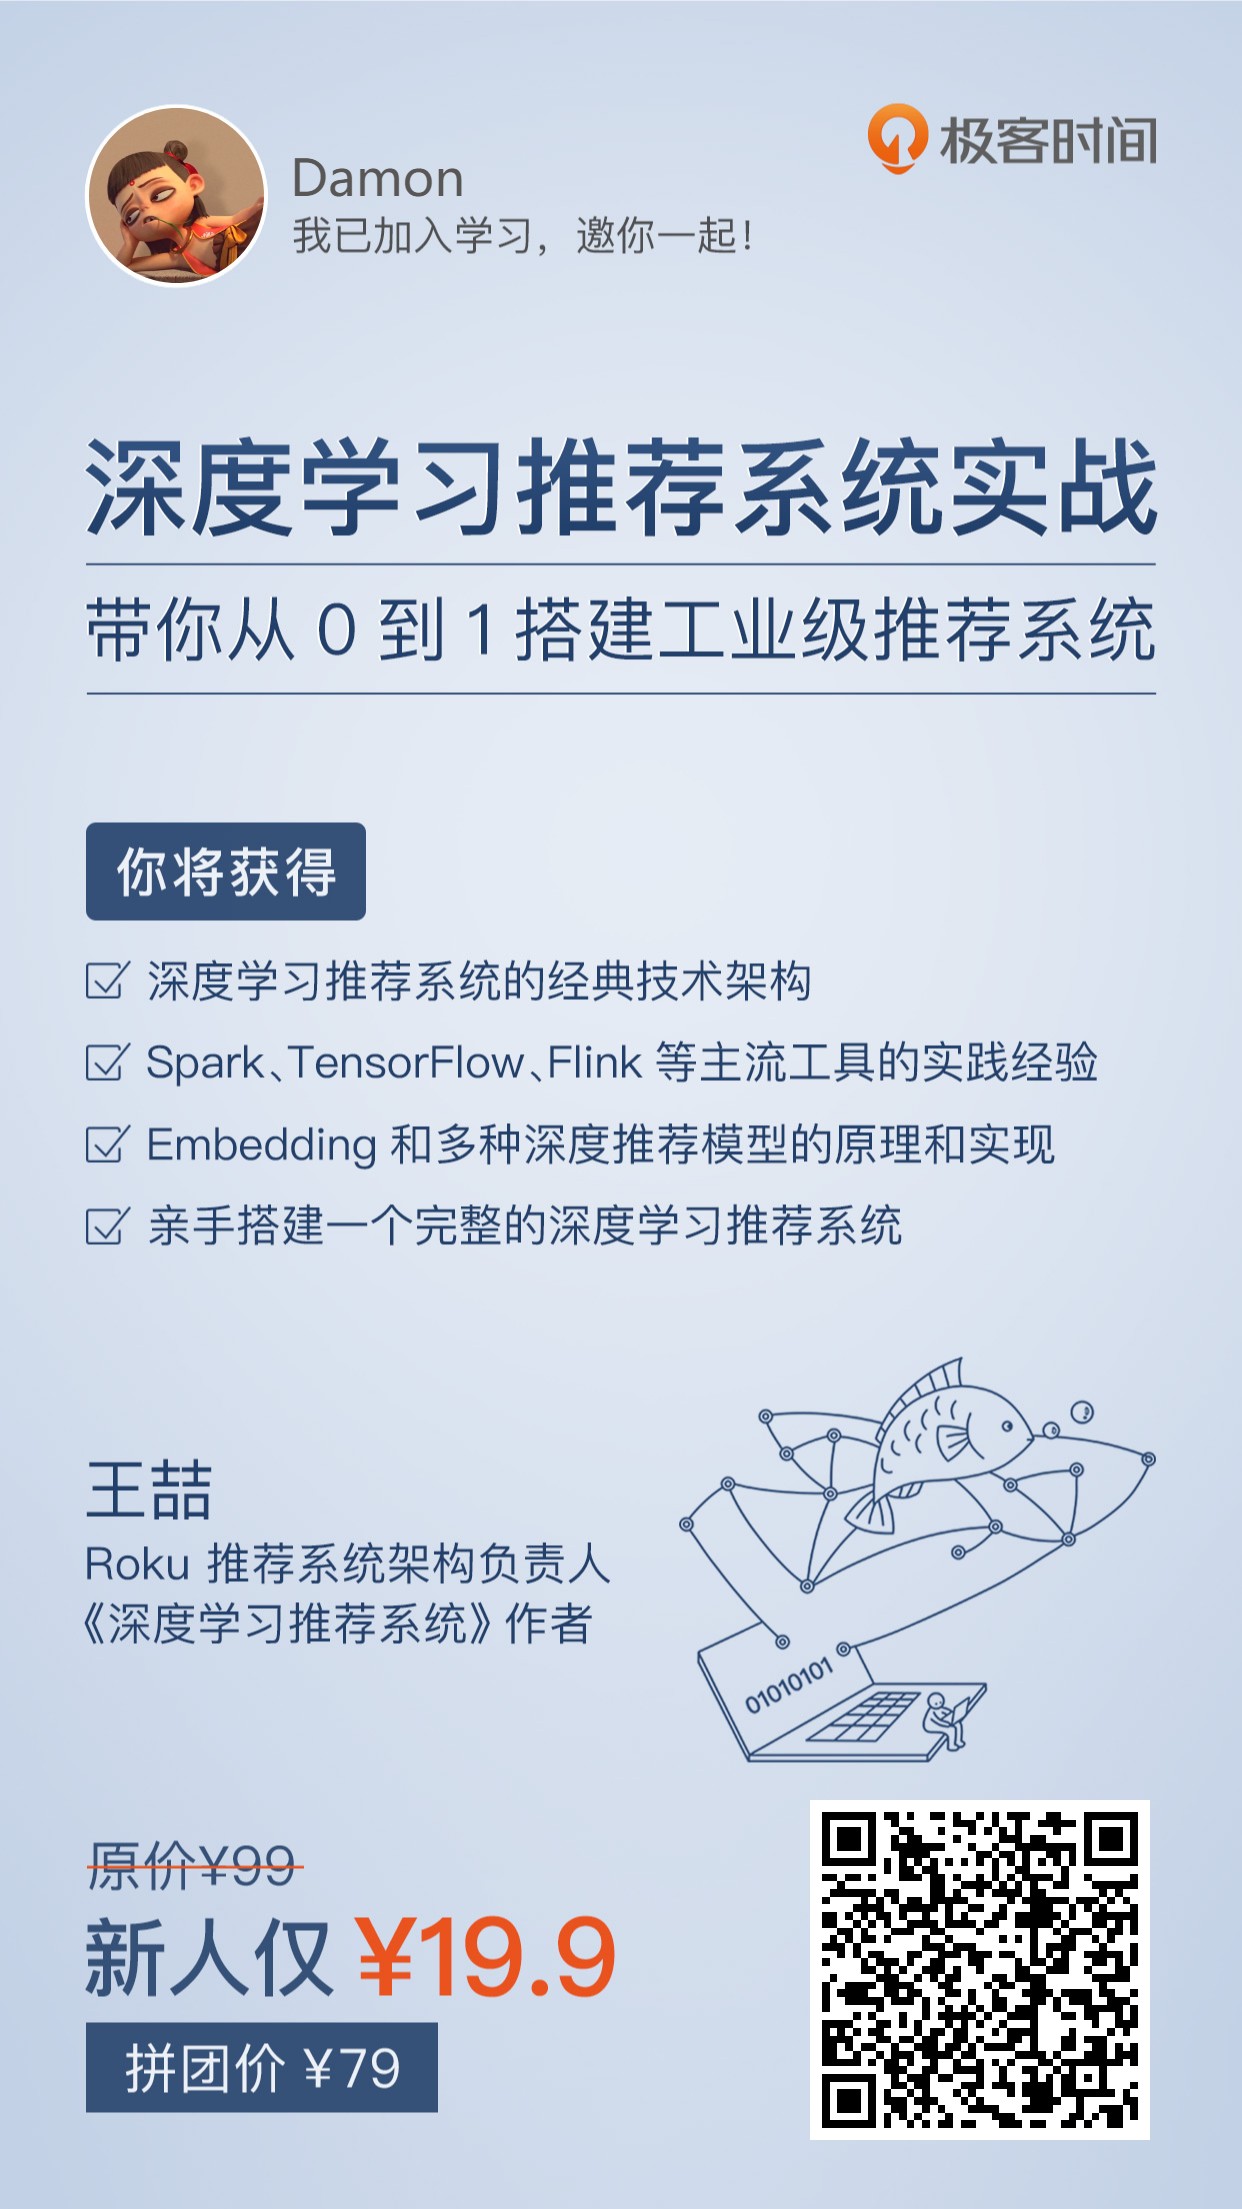 极客时间
Damon
我已加入学习，邀你一起！
深度学习推荐系统实战
带你从 0 到 1 搭建工业级推荐系统
你将获得
深度学习推荐系统的经典技术架构
Spark、TensorFlow、Flink 等主流工具的实践经验
Embedding 和多种深度推荐模型的原理和实现
亲手搭建一个完整的深度学习推荐系统
王喆
Roku 推荐系统架构负责人
《深度学习推荐系统》作者
01010101
原价¥99
新人仅 ¥19.9
拼团价 ¥79